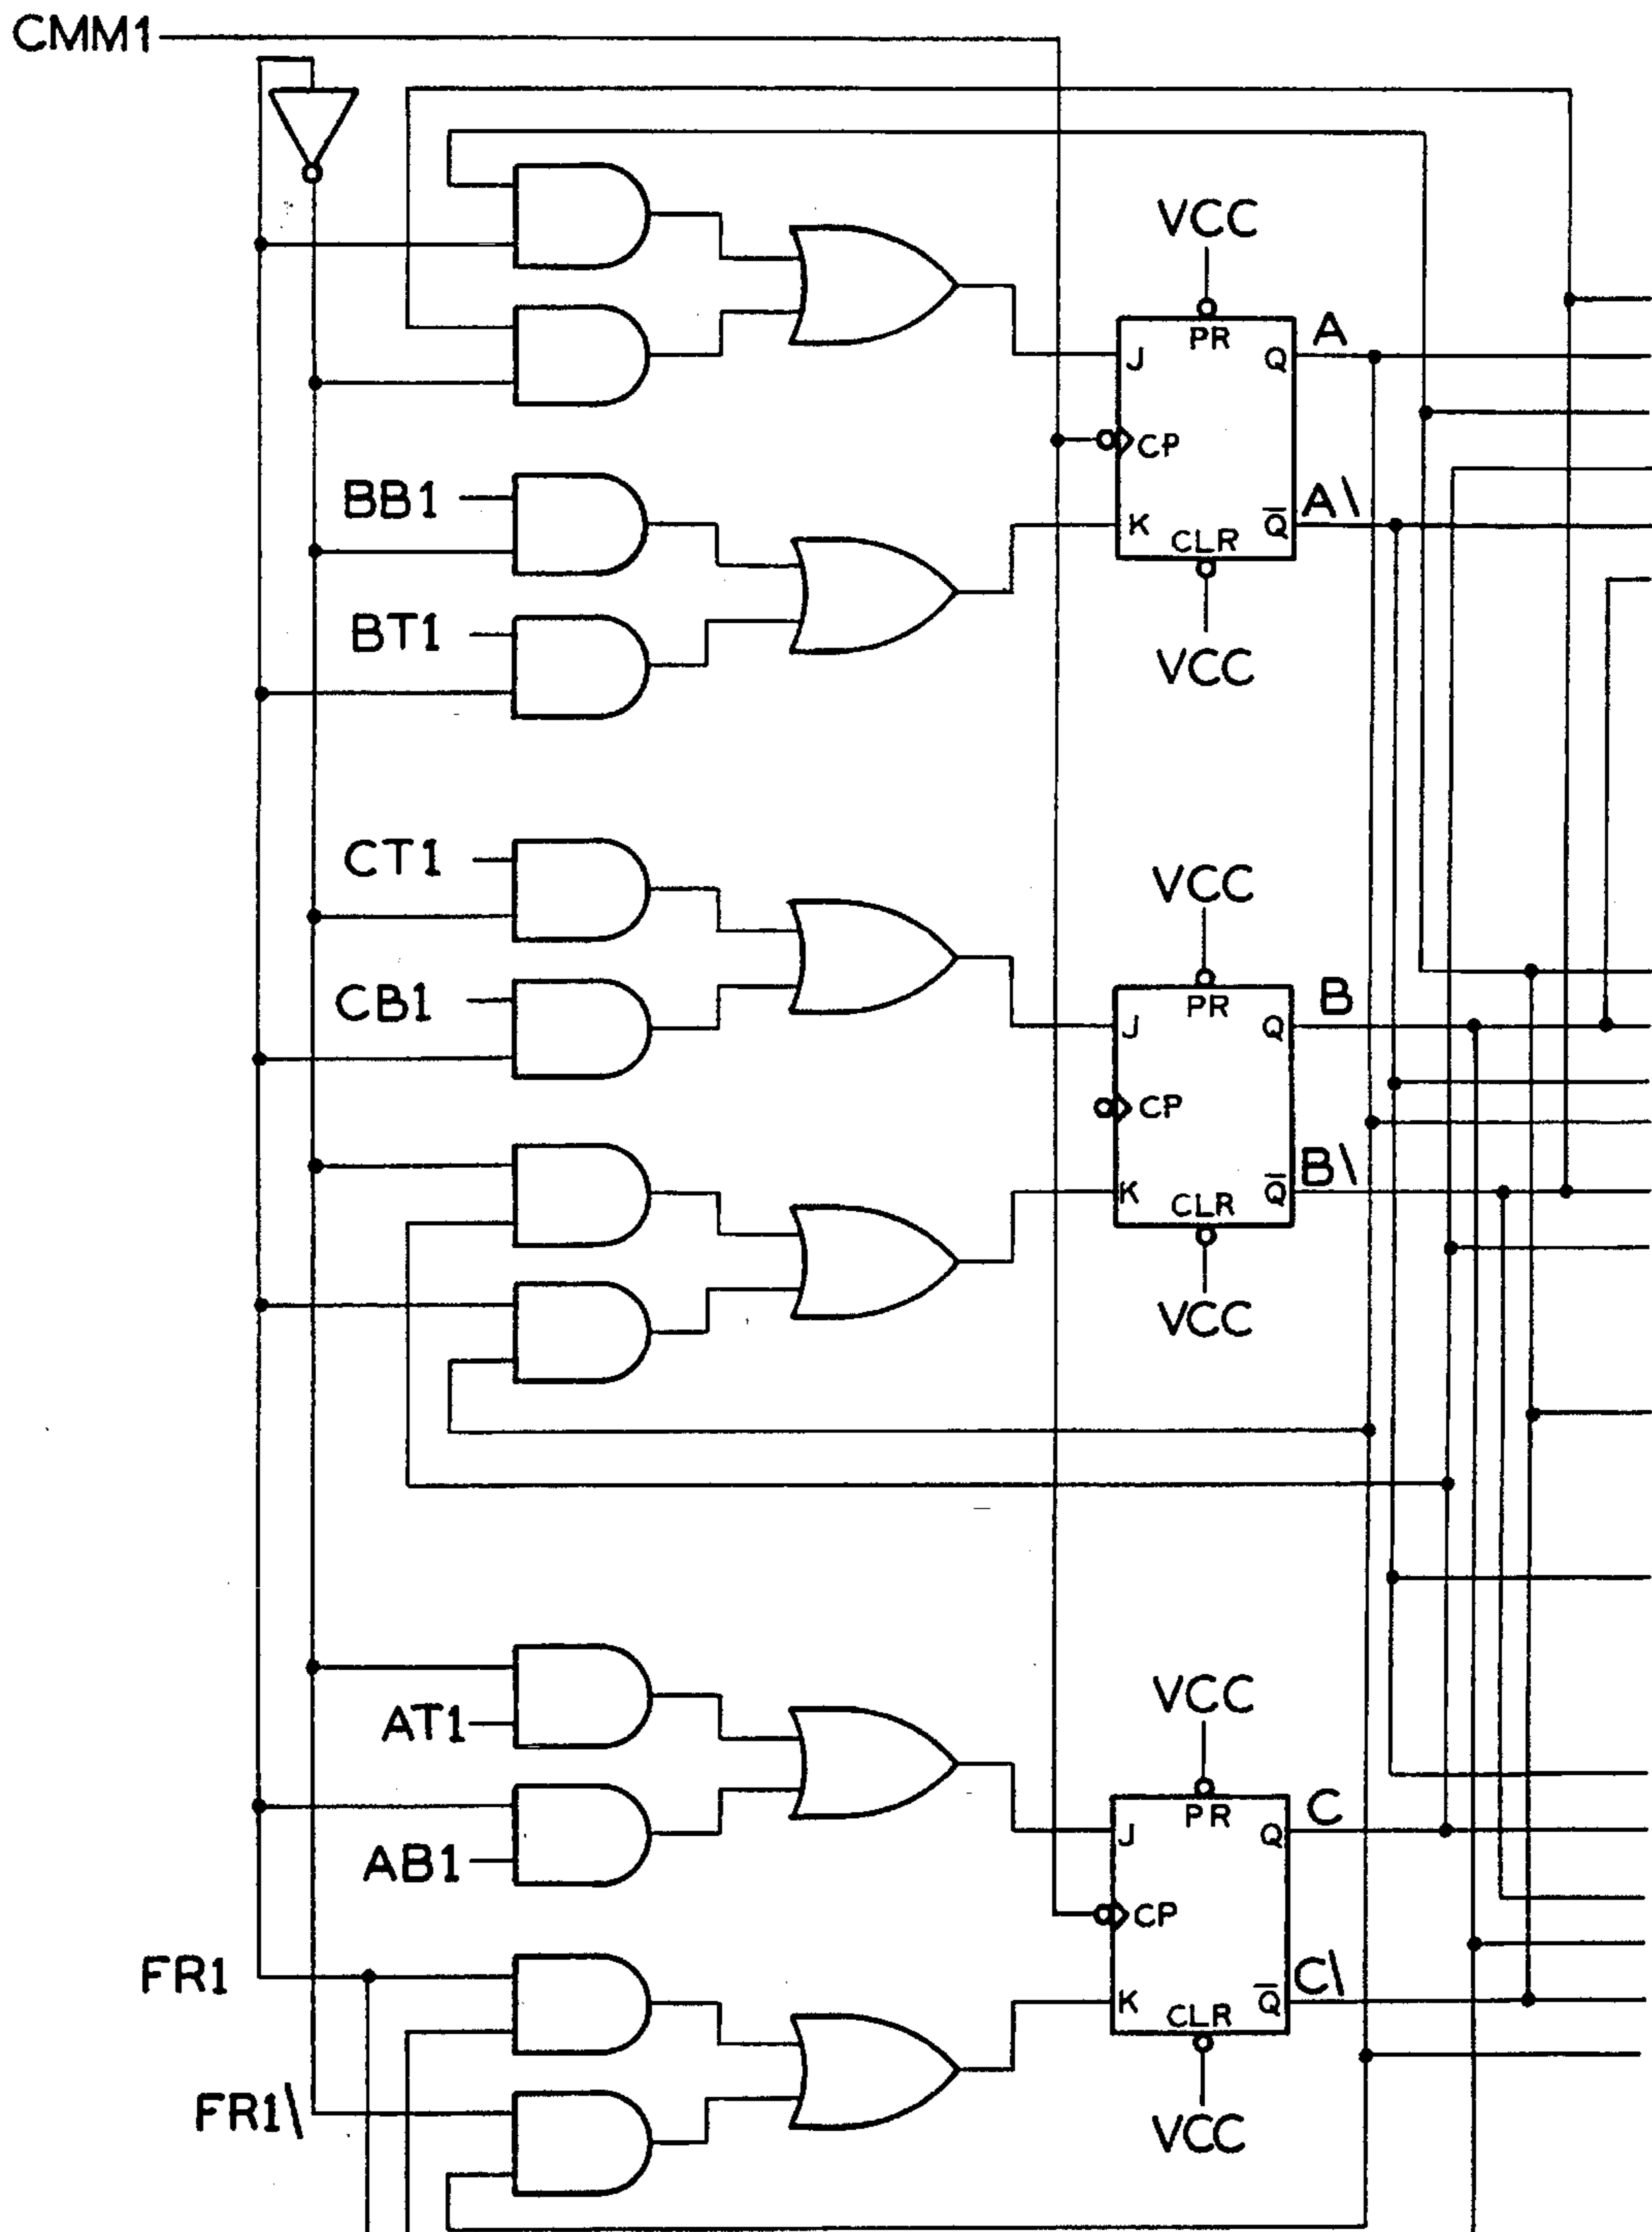 CMM1
VCC
PR
J
Q
A
CP
BB1
K
CLR
Q̅
A\
BT1
VCC
CT1
VCC
CB1
PR
J
Q
B
CP
K
CLR
Q̅
B\
VCC
AT1
VCC
AB1
PR
J
Q
C
CP
FR1
K
CLR
Q̅
C\
FR1\
VCC